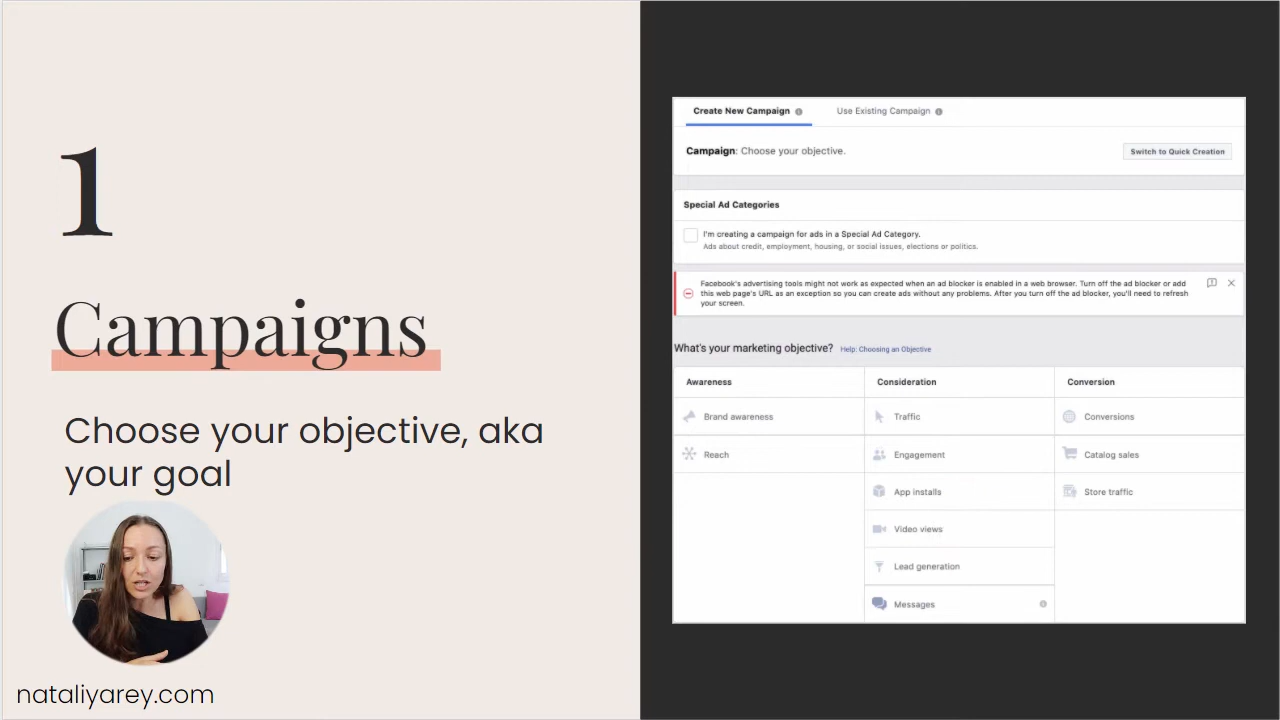 1
Campaigns
Choose your objective, aka
your goal
nataliyarey.com
Create New Campaign
Use Existing Campaign
Campaign: Choose your objective.
Switch to Quick Creation
Special Ad Categories
I'm creating a campaign for ads in a Special Ad Category.
Ads about credit, employment, housing, or social issues, elections or politics.
Facebook's advertising tools might not work as expected when an ad blocker is enabled in a web browser. Turn off the ad blocker or add
this web page's URL as an exception so you can create ads without any problems. After you turn off the ad blocker, you'll need to refresh
your screen.
What's your marketing objective? Help: Choosing an Objective
Awareness
Brand awareness
Reach
Consideration
Traffic
Engagement
App installs
Video views
Lead generation
Messages
Conversion
Conversions
Catalog sales
Store traffic